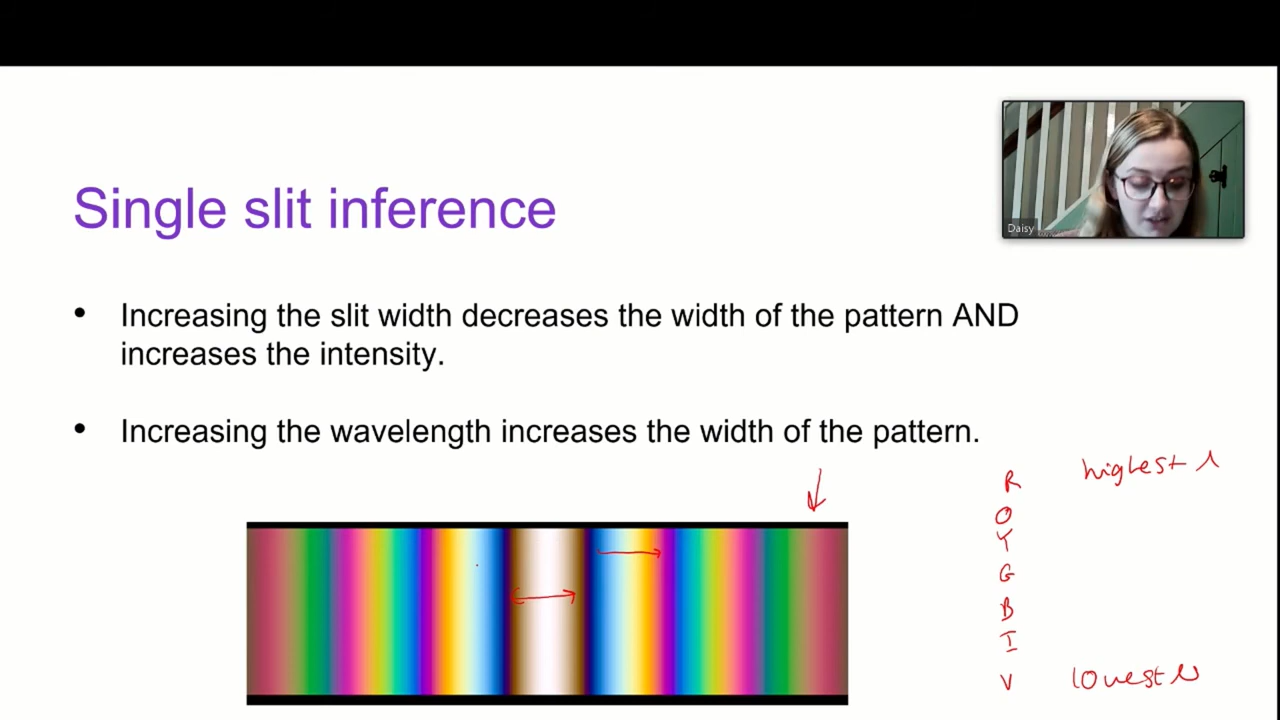 Daisy
Single slit inference
• Increasing the slit width decreases the width of the pattern AND
increases the intensity.
• Increasing the wavelength increases the width of the pattern.
highest λ
R
O
Y
G
B
I
V lowest λ